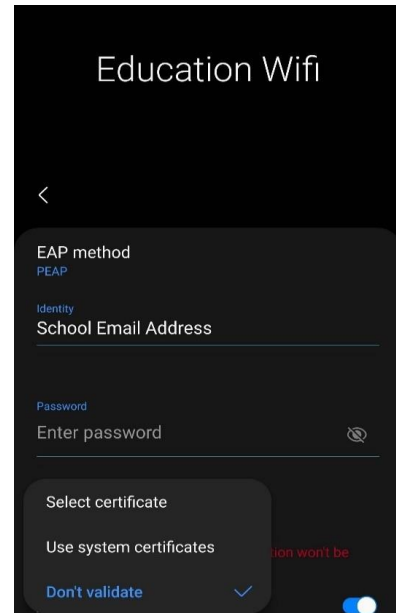 Education Wifi
EAP method
PEAP
Identity
School Email Address
Password
Enter password
Select certificate
Use system certificates
tion won't be
Don't validate